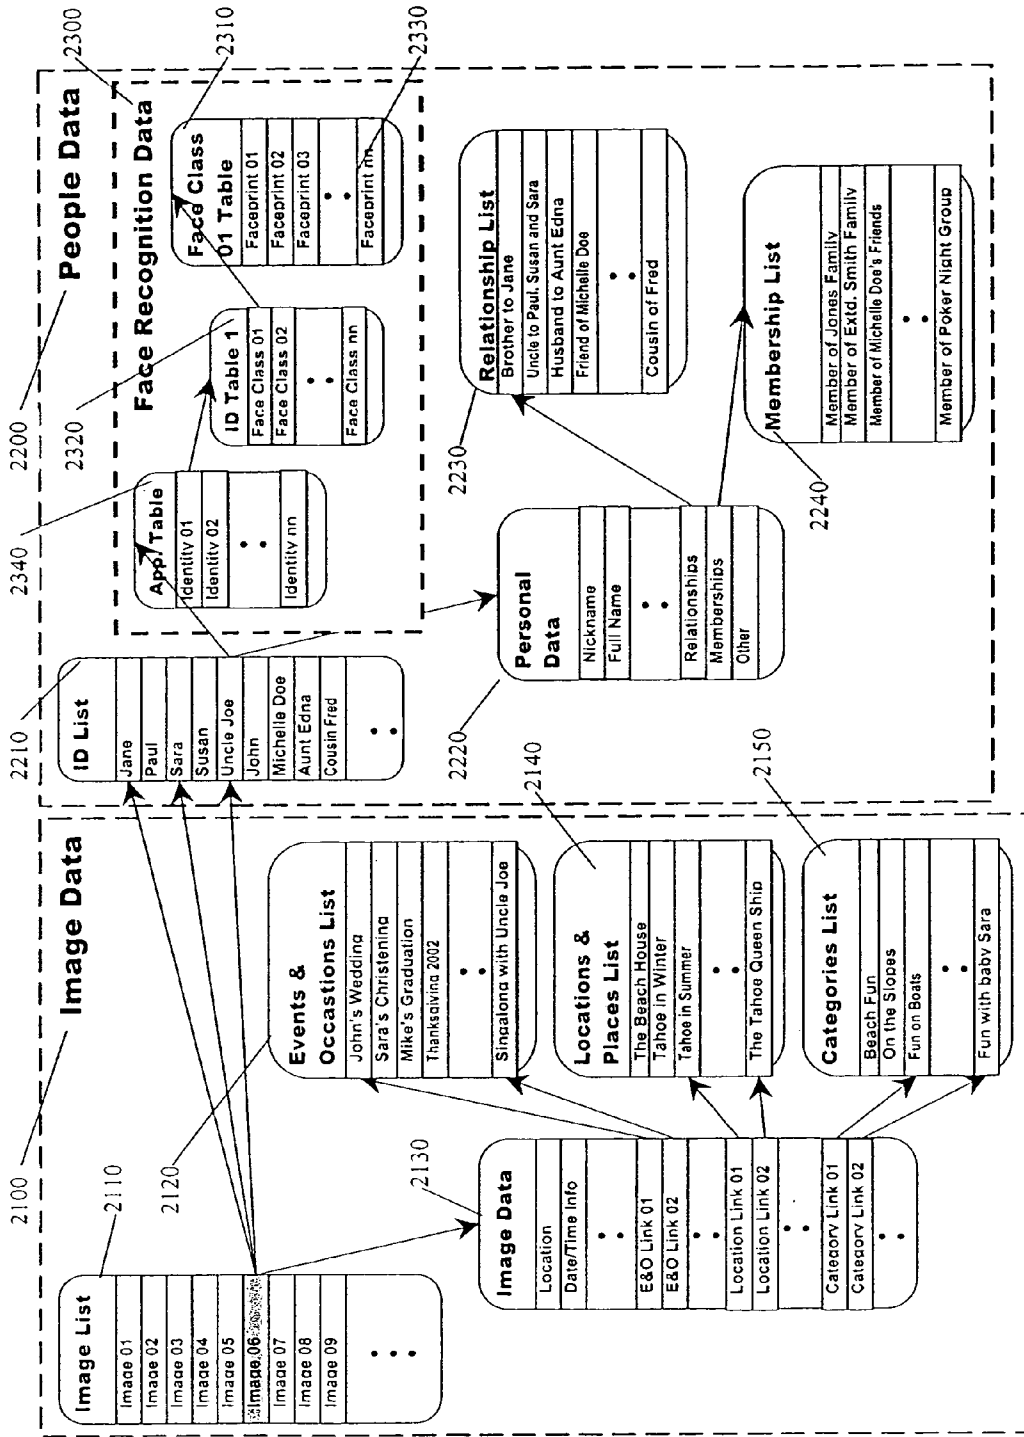 2100
Image Data
2110
Image List
Image 01
Image 02
Image 03
Image 04
Image 05
Image 06
Image 07
Image 08
Image 09
2120
Events &
Occastions List
John's Wedding
Sara's Christening
Mike's Graduation
Thanksgiving 2002
Singalong with Uncle Joe
2130
Image Data
Location
Date/Time Info
E&O Link 01
E&O Link 02
Location Link 01
Location Link 02
Category Link 01
Category Link 02
2140
Locations &
Places List
The Beach House
Tahoe in Winter
Tahoe in Summer
The Tahoe Queen Ship
2150
Categories List
Beach Fun
On the Slopes
Fun on Boats
Fun with baby Sara
2200
People Data
2210
ID List
Jane
Paul
Sara
Susan
Uncle Joe
John
Michelle Doe
Aunt Edna
Cousin Fred
2300
Face Recognition Data
2340
App. Table
Identity 01
Identity 02
Identity nn
2320
ID Table 1
Face Class 01
Face Class 02
Face Class nn
2310
Face Class
01 Table
Faceprint 01
Faceprint 02
Faceprint 03
Faceprint nn
2330
2220
Personal
Data
Nickname
Full Name
Relationships
Memberships
Other
2230
Relationship List
Brother to Jane
Uncle to Paul, Susan and Sara
Husband to Aunt Edna
Friend of Michelle Doe
Cousin of Fred
2240
Membership List
Member of Jones Family
Member of Extd. Smith Family
Member of Michelle Doe's Friends
Member of Poker Night Group